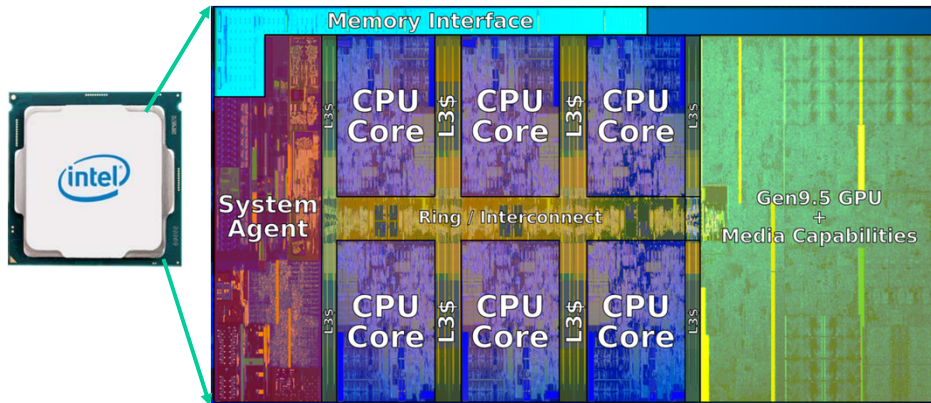 intel
Memory Interface
L3$
CPU
Core
L3$
CPU
Core
L3$
CPU
Core
L3$
System
Agent
Ring / Interconnect
Gen9.5 GPU
+
Media Capabilities
L3$
CPU
Core
L3$
CPU
Core
L3$
CPU
Core
L3$